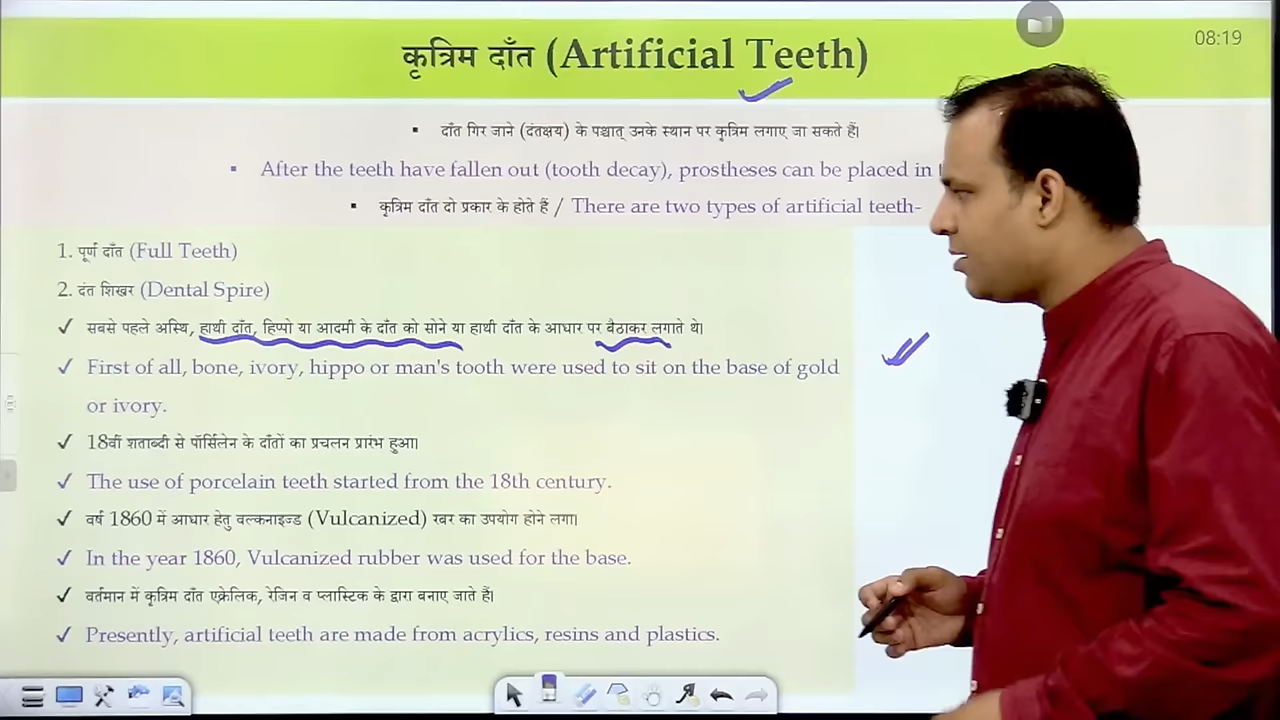 08:19
कृत्रिम दाँत (Artificial Teeth)
▪ दाँत गिर जाने (दंतक्षय) के पश्चात् उनके स्थान पर कृत्रिम लगाए जा सकते हैं।
▪ After the teeth have fallen out (tooth decay), prostheses can be placed in
▪ कृत्रिम दाँत दो प्रकार के होते हैं / There are two types of artificial teeth-
1. पूर्ण दाँत (Full Teeth)
2. दंत शिखर (Dental Spire)
✓ सबसे पहले अस्थि, हाथी दाँत, हिप्पो या आदमी के दाँत को सोने या हाथी दाँत के आधार पर बैठाकर लगाते थे।
✓ First of all, bone, ivory, hippo or man's tooth were used to sit on the base of gold
or ivory.
✓ 18वीं शताब्दी से पॉर्सिलेन के दाँतों का प्रचलन प्रारंभ हुआ।
✓ The use of porcelain teeth started from the 18th century.
✓ वर्ष 1860 में आधार हेतु वल्कनाइज्ड (Vulcanized) रबर का उपयोग होने लगा।
✓ In the year 1860, Vulcanized rubber was used for the base.
✓ वर्तमान में कृत्रिम दाँत एक्रेलिक, रेजिन व प्लास्टिक के द्वारा बनाए जाते हैं।
✓ Presently, artificial teeth are made from acrylics, resins and plastics.